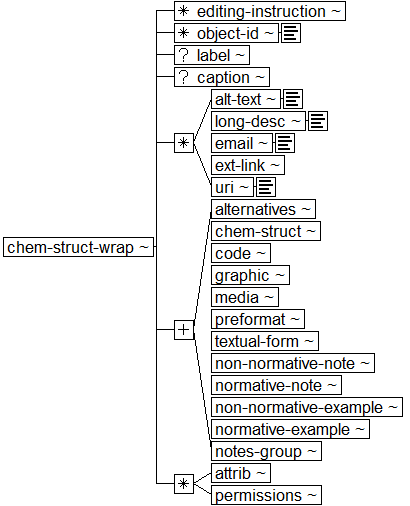 * editing-instruction ~
* object-id ~
? label ~
? caption ~
alt-text ~
long-desc ~
* email ~
ext-link ~
uri ~
alternatives ~
chem-struct ~
chem-struct-wrap ~
code ~
graphic ~
media ~
+ preformat ~
textual-form ~
non-normative-note ~
normative-note ~
non-normative-example ~
normative-example ~
notes-group ~
* attrib ~
permissions ~